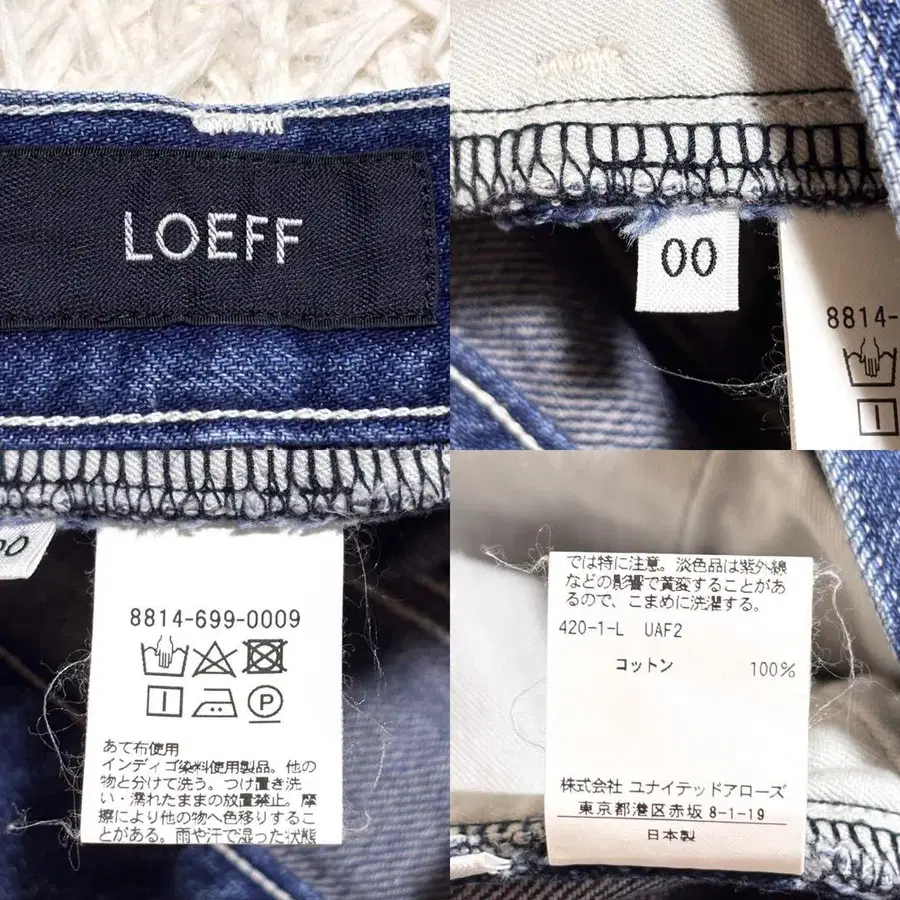 LOEFF
00
8814-
00
8814-699-0009
P
あて布使用
インディゴ染料使用製品。他の
物と分けて洗う。つけ置き洗
い・濡れたままの放置禁止。摩
擦により他の物へ色移りするこ
とがある。雨や汗で湿った状態
では特に注意。淡色品は紫外線
などの影響で黄変することがあ
るので、こまめに洗濯する。
420-1-L UAF2
コットン 100%
株式会社 ユナイテッドアローズ
東京都港区赤坂 8-1-19
日本製